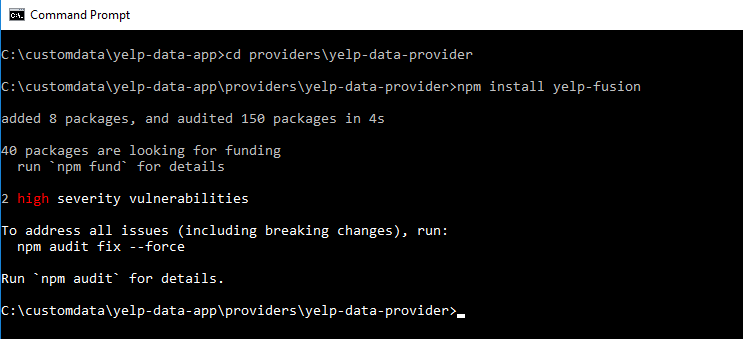 Command Prompt
C:\customdata\yelp-data-app>cd providers\yelp-data-provider
C:\customdata\yelp-data-app\providers\yelp-data-provider>npm install yelp-fusion
added 8 packages, and audited 150 packages in 4s
40 packages are looking for funding
  run `npm fund` for details
2 high severity vulnerabilities
To address all issues (including breaking changes), run:
  npm audit fix --force
Run `npm audit` for details.
C:\customdata\yelp-data-app\providers\yelp-data-provider>